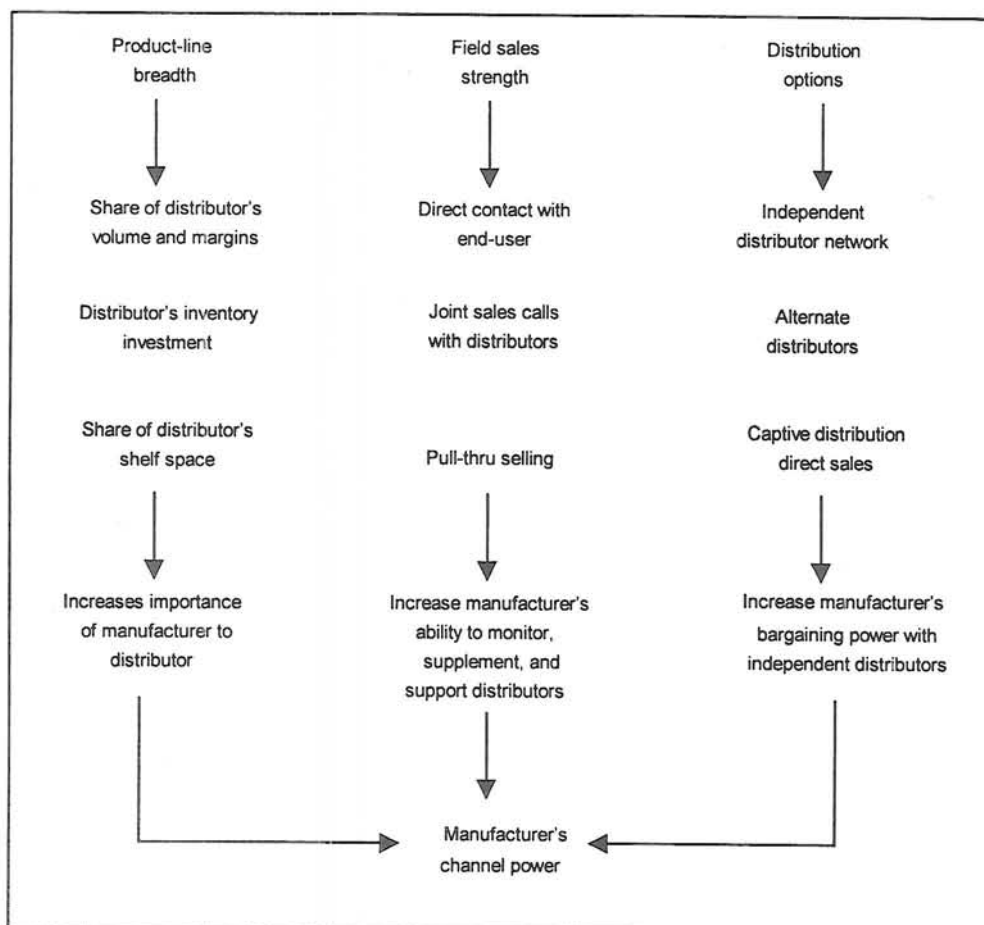 Product-line
breadth
Share of distributor's
volume and margins
Distributor's inventory
investment
Share of distributor's
shelf space
Increases importance
of manufacturer to
distributor
Field sales
strength
Direct contact with
end-user
Joint sales calls
with distributors
Pull-thru selling
Increase manufacturer's
ability to monitor,
supplement, and
support distributors
Distribution
options
Independent
distributor network
Alternate
distributors
Captive distribution
direct sales
Increase manufacturer's
bargaining power with
independent distributors
Manufacturer's
channel power